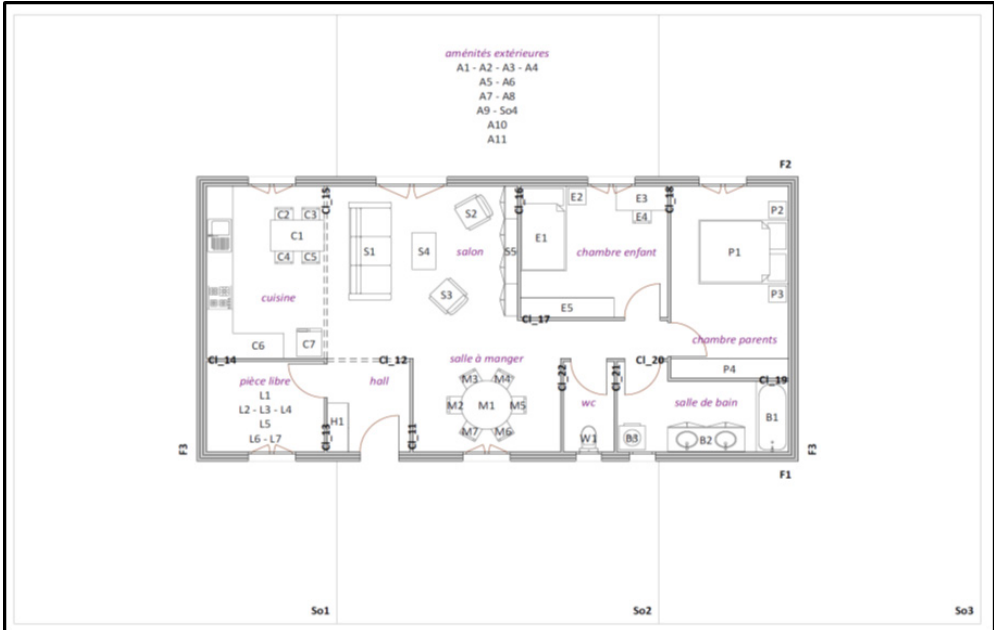 aménités extérieures
A1 - A2 - A3 - A4
A5 - A6
A7 - A8
A9 - So4
A10
A11
F2
Cl_15
Cl_16
Cl_18
C2 C3
C1
C4 C5
cuisine
S1
S4
S2
S3
salon
S5
E1
E2
E3
E4
chambre enfant
E5
Cl_17
P2
P1
P3
chambre parents
C6
C7
Cl_14
Cl_12
salle à manger
Cl_20
P4
Cl_19
pièce libre
L1
L2 - L3 - L4
L5
L6 - L7
hall
H1
Cl_13
Cl_11
M3 M4
M2 M1 M5
M7 M6
Cl_22
Cl_21
wc
W1
salle de bain
B3
B2
B1
F3
F3
F1
So1
So2
So3